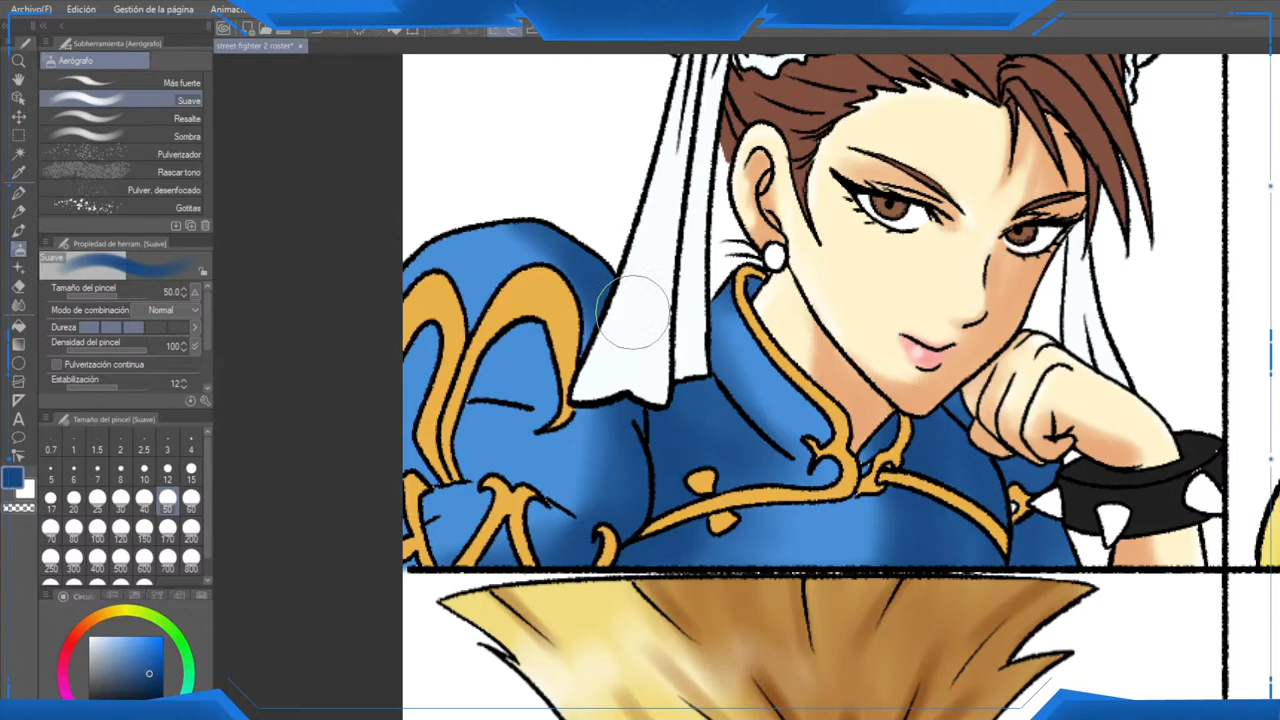 Archivo(F) Edición Gestión de la página Animació
Subherramienta (Aerógrafo)
street fighter 2 roster*
Aerógrafo
Más fuerte
Suave
Resalte
Sombra
Pulverizador
Rascar tono
Pulver. desenfocado
Gotitas
Propiedad de herram. (Suave)
Suave
Tamaño del pincel 50.0
Modo de combinación Normal
Dureza
Densidad del pincel 100
Pulverización continua
Estabilización 12
Tamaño del pincel (Suave)
0.7 1 1.5 2 2.5 3 4
5 6 7 8 10 12 15
17 20 25 30 40 50 60
70 80 100 120 150 170 200
250 300 400 500 600 700 800
Círculo
A